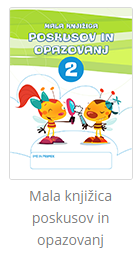 MALA KNJIŽICA
POSKUSOV IN
OPAZOVANJ
2
Mala knjižica
poskusov in
opazovanj